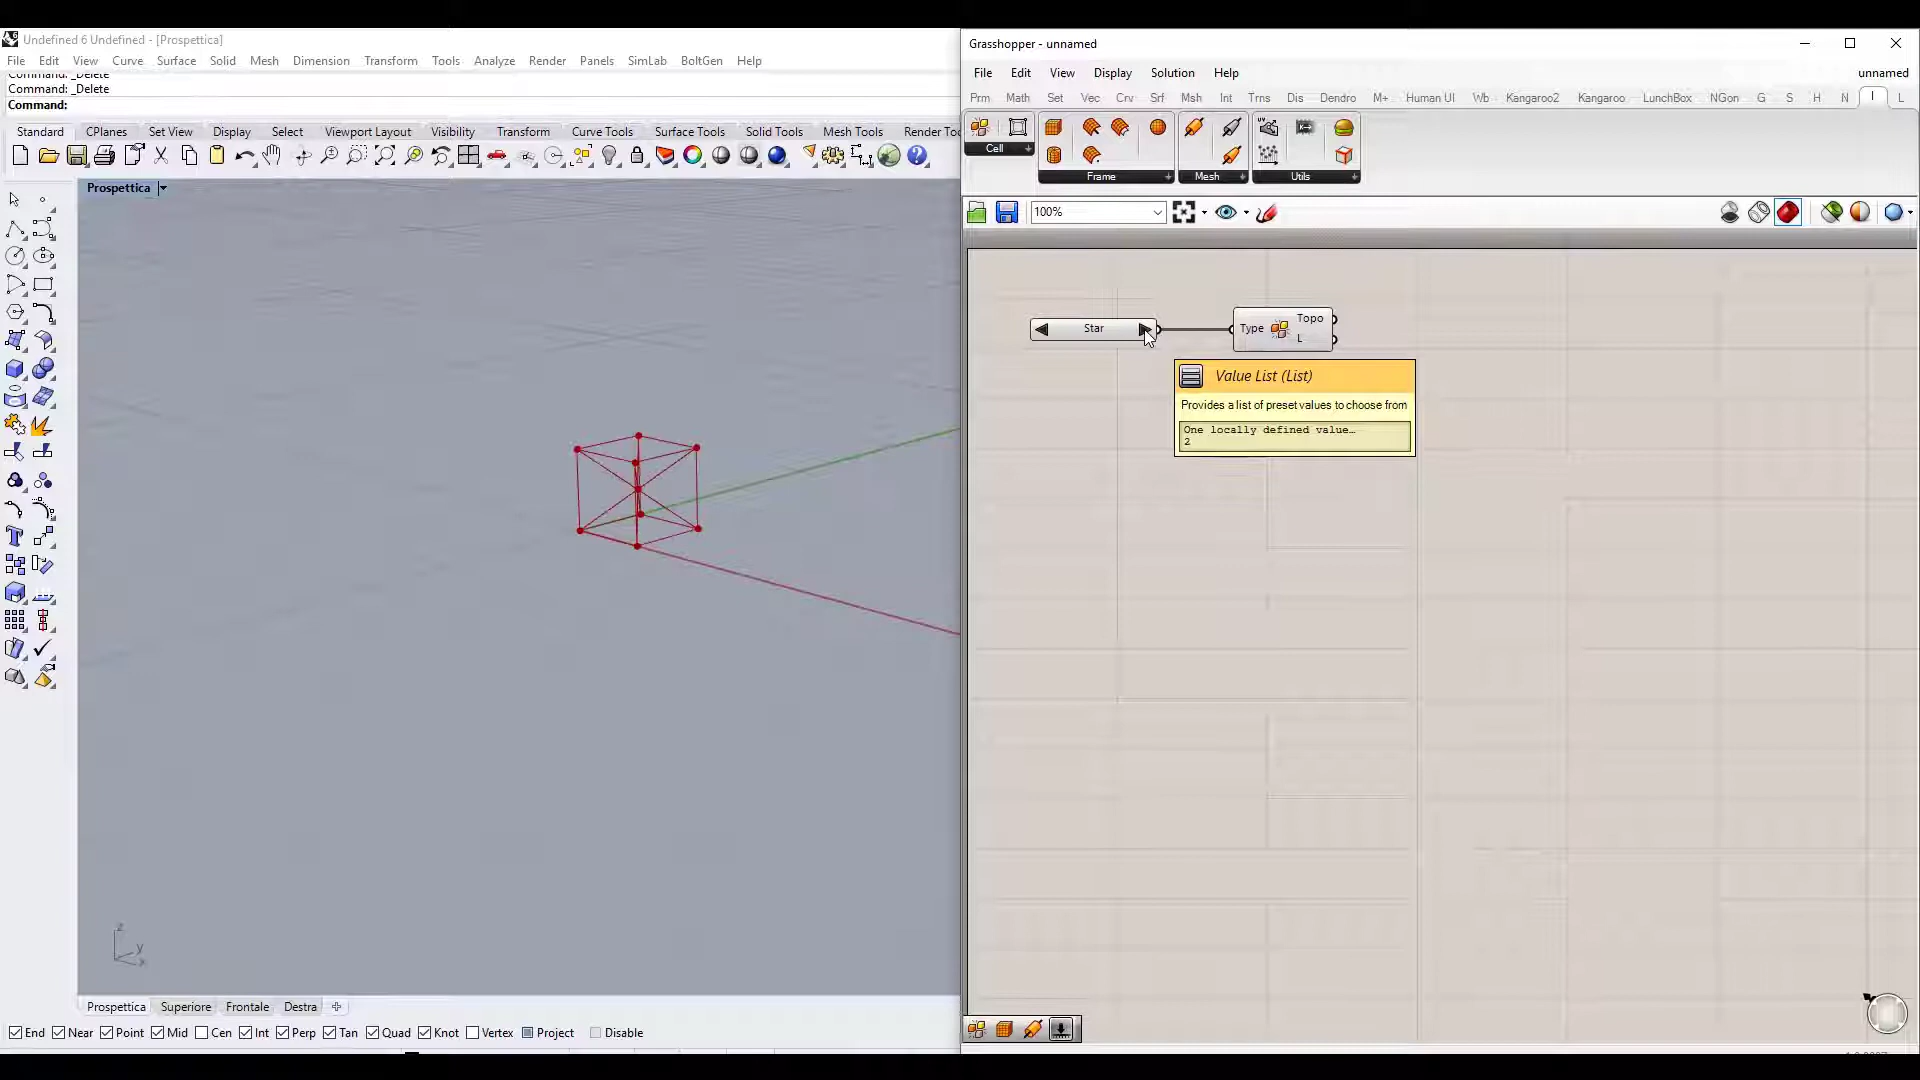 Undefined 6 Undefined - [Prospettica]
File Edit View Curve Surface Solid Mesh Dimension Transform Tools Analyze Render Panels SimLab BoltGen Help
Command: _Delete
Command: _Delete
Command:
Standard CPlanes Set View Display Select Viewport Layout Visibility Transform Curve Tools Surface Tools Solid Tools Mesh Tools Render Too
Prospettica
z
y
x
Prospettica Superiore Frontale Destra
End Near Point Mid Cen Int Perp Tan Quad Knot Vertex Project Disable
Grasshopper - unnamed
File Edit View Display Solution Help unnamed
Prm Math Set Vec Crv Srf Msh Int Trns Dis Dendro M+ Human UI Wb Kangaroo2 Kangaroo LunchBox NGon G S H N I L
Cell Frame Mesh Utils
100%
Star
Type Topo
L
Value List (List)
Provides a list of preset values to choose from
One locally defined value…
2